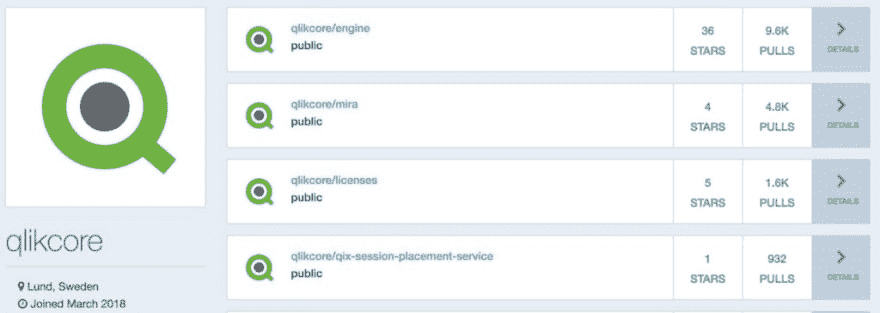 qlikcore/engine
public
36
STARS
9.6K
PULLS
DETAILS
qlikcore/mira
public
4
STARS
4.8K
PULLS
DETAILS
qlikcore/licenses
public
5
STARS
1.6K
PULLS
DETAILS
qlikcore/qix-session-placement-service
public
1
STARS
932
PULLS
DETAILS
qlikcore
Lund, Sweden
Joined March 2018